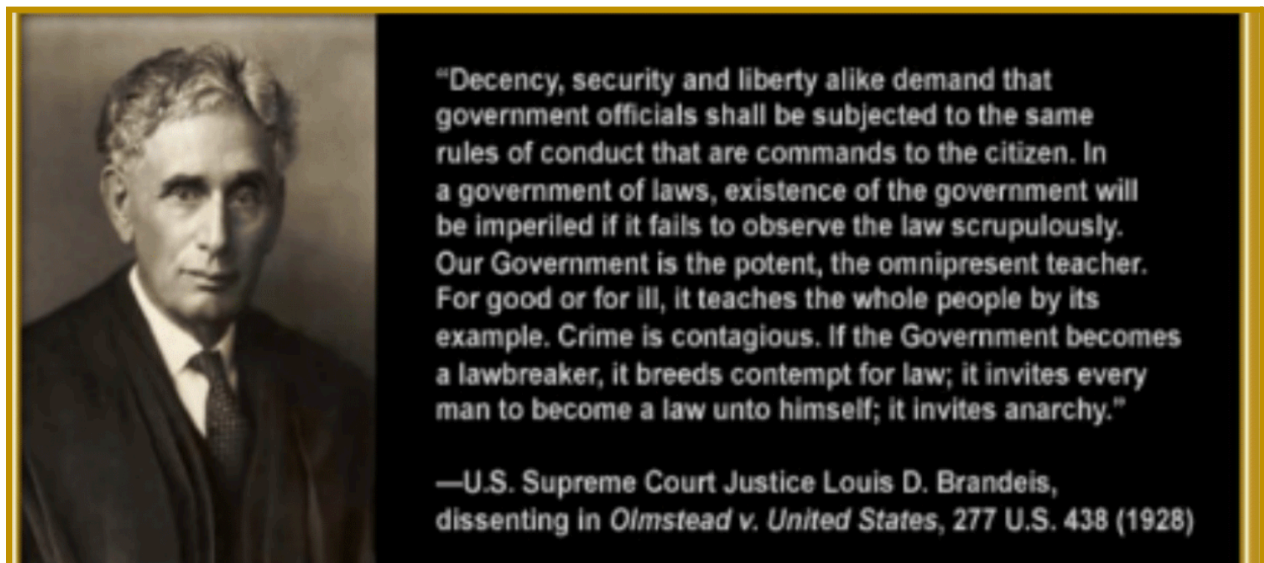 “Decency, security and liberty alike demand that
government officials shall be subjected to the same
rules of conduct that are commands to the citizen. In
a government of laws, existence of the government will
be imperiled if it fails to observe the law scrupulously.
Our Government is the potent, the omnipresent teacher.
For good or for ill, it teaches the whole people by its
example. Crime is contagious. If the Government becomes
a lawbreaker, it breeds contempt for law; it invites every
man to become a law unto himself; it invites anarchy.”
—U.S. Supreme Court Justice Louis D. Brandeis,
dissenting in Olmstead v. United States, 277 U.S. 438 (1928)